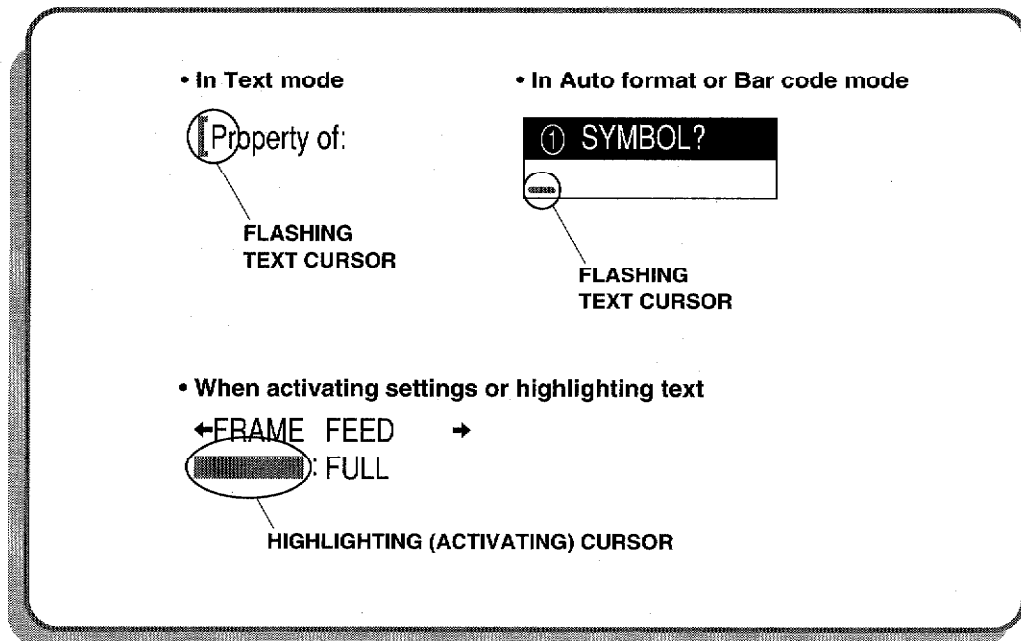 • In Text mode
Property of:
FLASHING
TEXT CURSOR
• In Auto format or Bar code mode
① SYMBOL?
FLASHING
TEXT CURSOR
• When activating settings or highlighting text
←FRAME FEED →
: FULL
HIGHLIGHTING (ACTIVATING) CURSOR